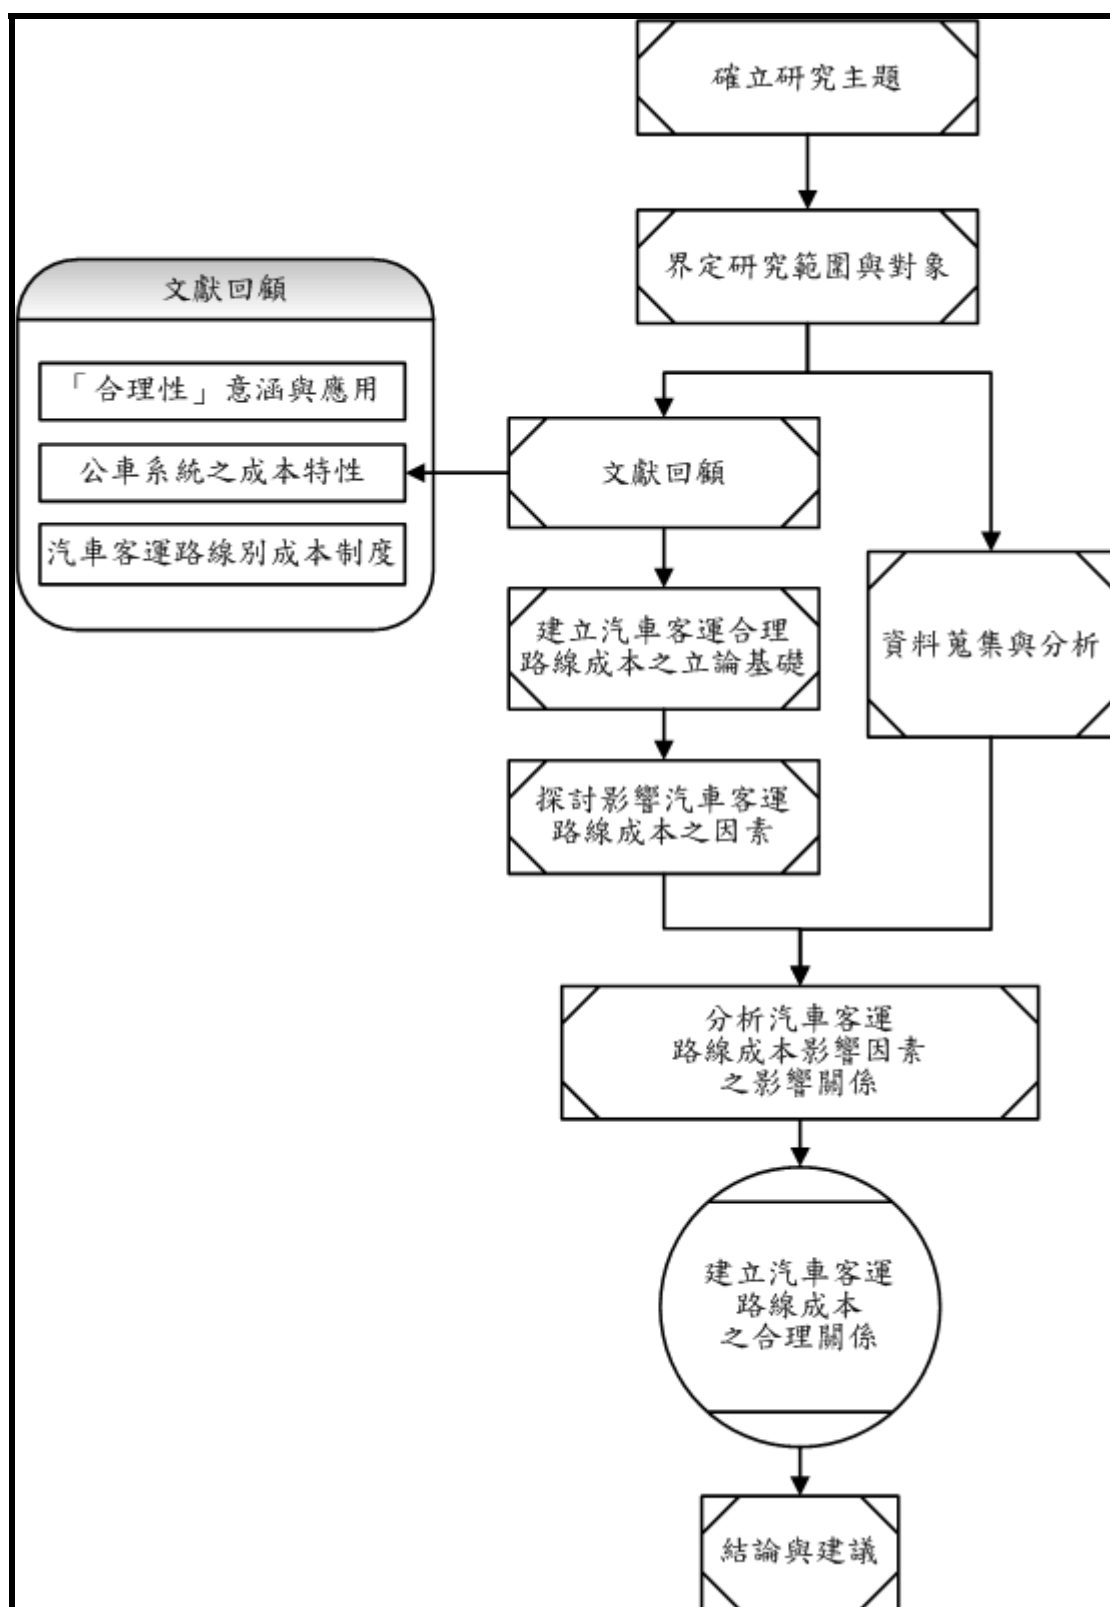 確立研究主題
界定研究範圍與對象
文獻回顧
「合理性」意涵與應用
公車系統之成本特性
汽車客運路線別成本制度
文獻回顧
建立汽車客運合理
路線成本之立論基礎
資料蒐集與分析
探討影響汽車客運
路線成本之因素
分析汽車客運
路線成本影響因素
之影響關係
建立汽車客運
路線成本
之合理關係
結論與建議